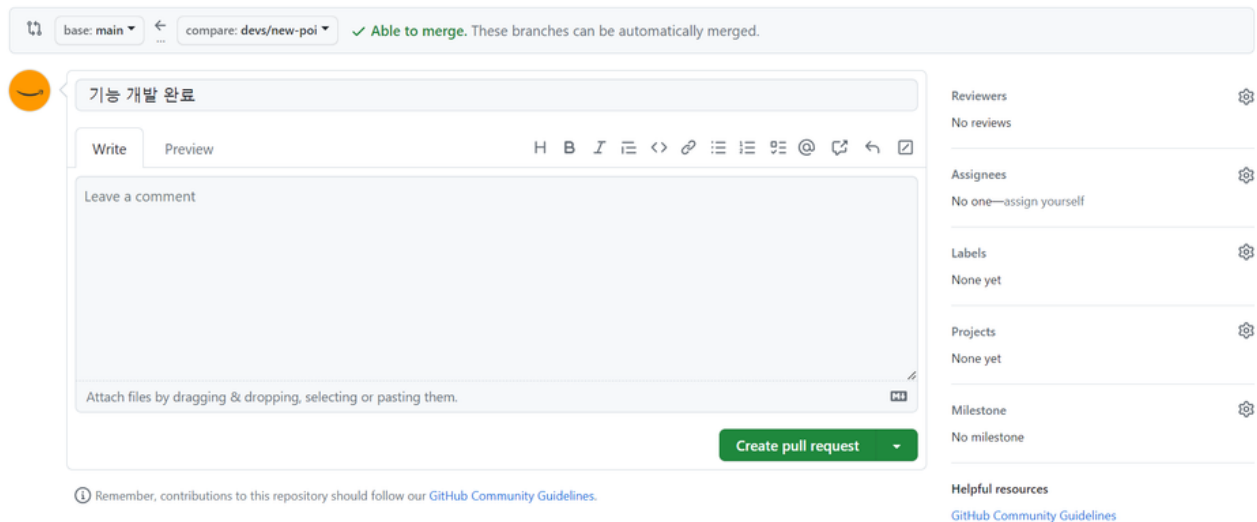 base: main ← compare: devs/new-poi ✓ Able to merge. These branches can be automatically merged.
기능 개발 완료
Write Preview
Leave a comment
Attach files by dragging & dropping, selecting or pasting them.
Create pull request
Remember, contributions to this repository should follow our GitHub Community Guidelines.
Reviewers
No reviews
Assignees
No one—assign yourself
Labels
None yet
Projects
None yet
Milestone
No milestone
Helpful resources
GitHub Community Guidelines